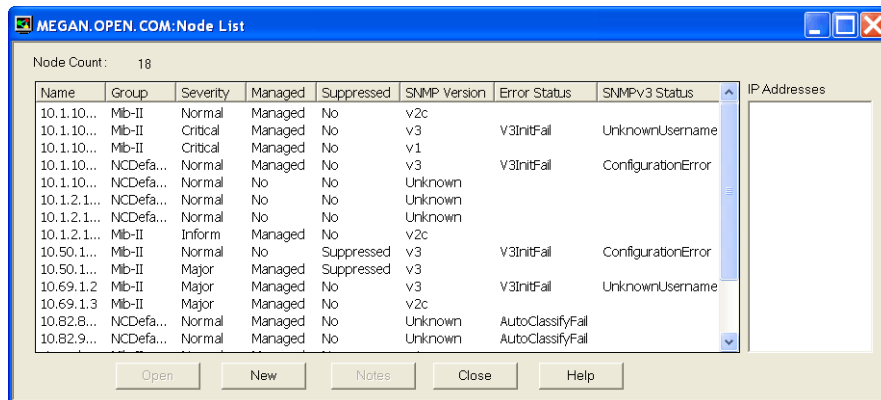 MEGAN.OPEN.COM:Node List
Node Count: 18
Name Group Severity Managed Suppressed SNMP Version Error Status SNMPv3 Status IP Addresses
10.1.10... Mib-II Normal Managed No v2c
10.1.10... Mib-II Critical Managed No v3 V3InitFail UnknownUsername
10.1.10... Mib-II Critical Managed No v1
10.1.10... NCDefa... Normal Managed No v3 V3InitFail ConfigurationError
10.1.10... NCDefa... Normal No No Unknown
10.1.2.1... NCDefa... Normal No No Unknown
10.1.2.1... NCDefa... Normal No No Unknown
10.1.2.1... Mib-II Inform Managed No v2c
10.50.1... Mib-II Normal No Suppressed v3 V3InitFail ConfigurationError
10.50.1... Mib-II Major Managed Suppressed v3
10.69.1.2 Mib-II Major Managed No v3 V3InitFail UnknownUsername
10.69.1.3 Mib-II Major Managed No v2c
10.82.8... NCDefa... Normal Managed No Unknown AutoClassifyFail
10.82.9... NCDefa... Normal Managed No Unknown AutoClassifyFail
Open New Notes Close Help